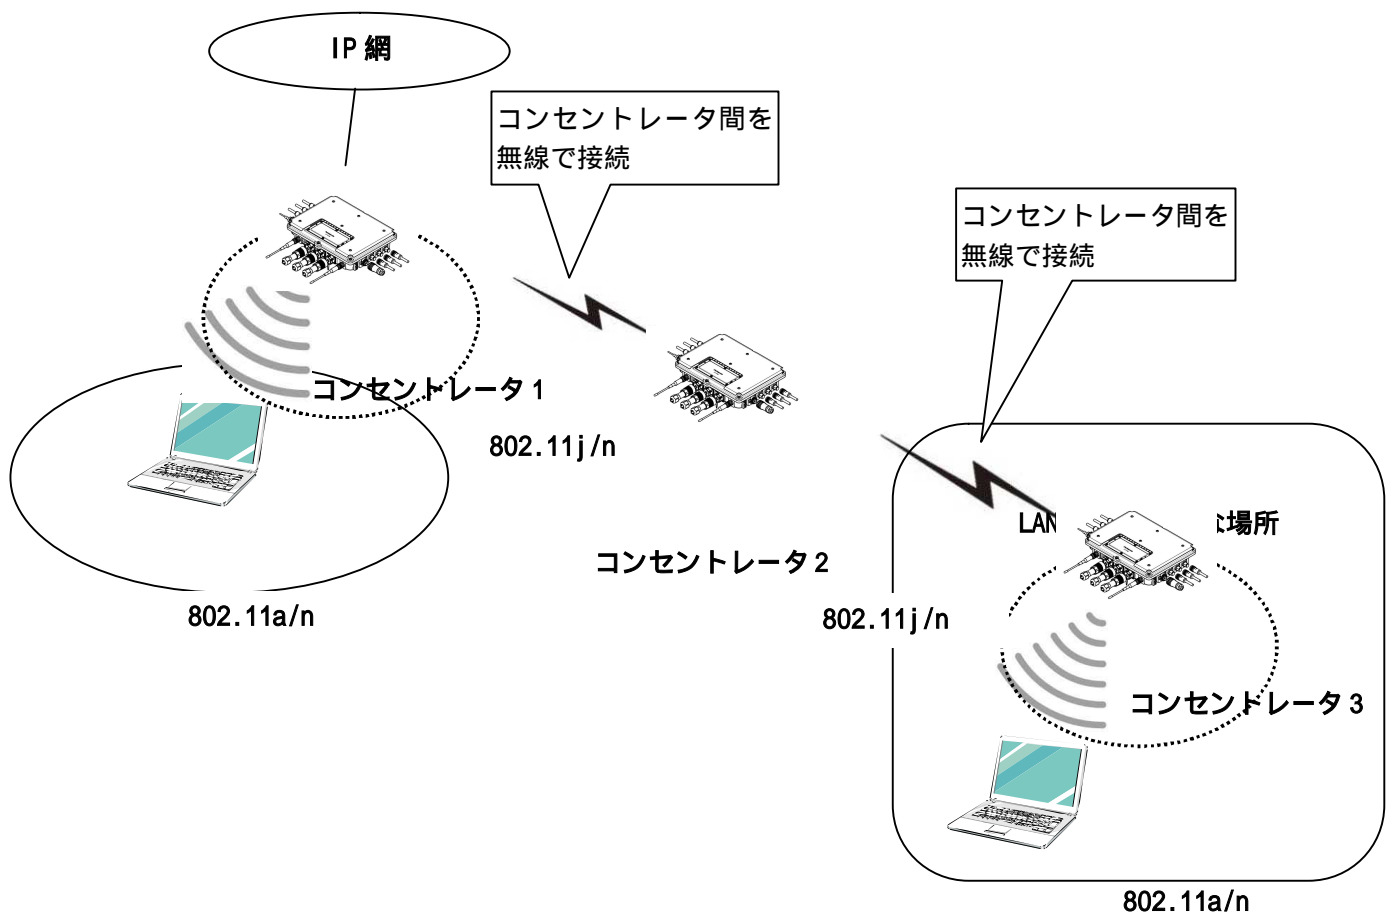 IP網
コンセントレータ間を
無線で接続
コンセントレータ間を
無線で接続
コンセントレータ1
802.11j/n
LAN な場所
コンセントレータ2
802.11a/n
802.11j/n
コンセントレータ3
802.11a/n